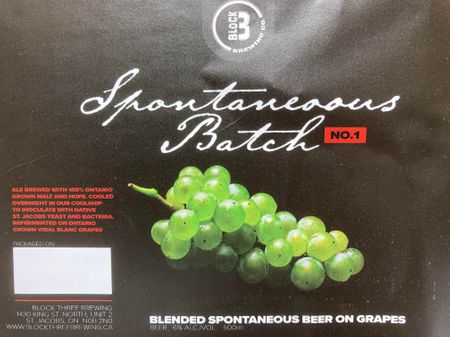 BLOCK
3
BREWING CO.
Spontaneous
Batch NO.1
ALE BREWED WITH 100% ONTARIO
GROWN MALT AND HOPS. COOLED
OVERNIGHT IN OUR COOLSHIP
TO INOCULATE WITH NATIVE
ST. JACOBS YEAST AND BACTERIA.
REFERMENTED ON ONTARIO
GROWN VIDAL BLANC GRAPES
PACKAGED ON:
BLOCK THREE BREWING
1430 KING ST. NORTH, UNIT 2
ST. JACOBS, ON N0B 2N0
WWW.BLOCKTHREEBREWING.CA
BLENDED SPONTANEOUS BEER ON GRAPES
BEER, 6% ALC./VOL. 500ml